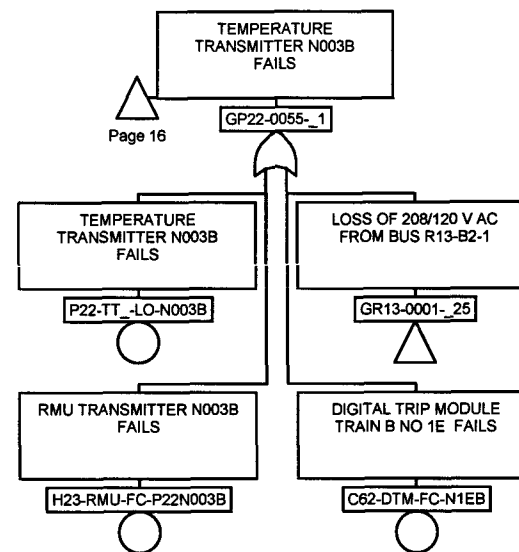 TEMPERATURE
TRANSMITTER N003B
FAILS
Page 16
GP22-0055-_1
TEMPERATURE
TRANSMITTER N003B
FAILS
P22-TT_-LO-N003B
LOSS OF 208/120 V AC
FROM BUS R13-B2-1
GR13-0001-_25
RMU TRANSMITTER N003B
FAILS
H23-RMU-FC-P22N003B
DIGITAL TRIP MODULE
TRAIN B NO 1E FAILS
C62-DTM-FC-N1EB